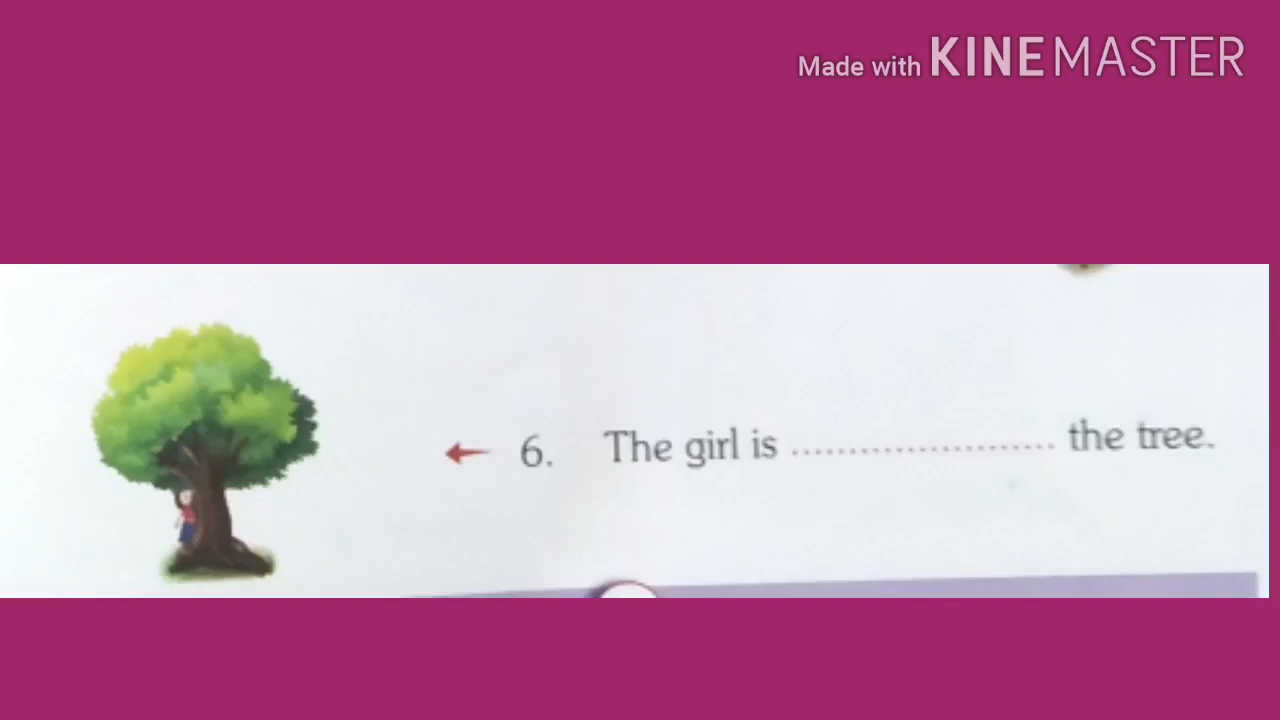 Made with KINEMASTER
6. The girl is ........................ the tree.